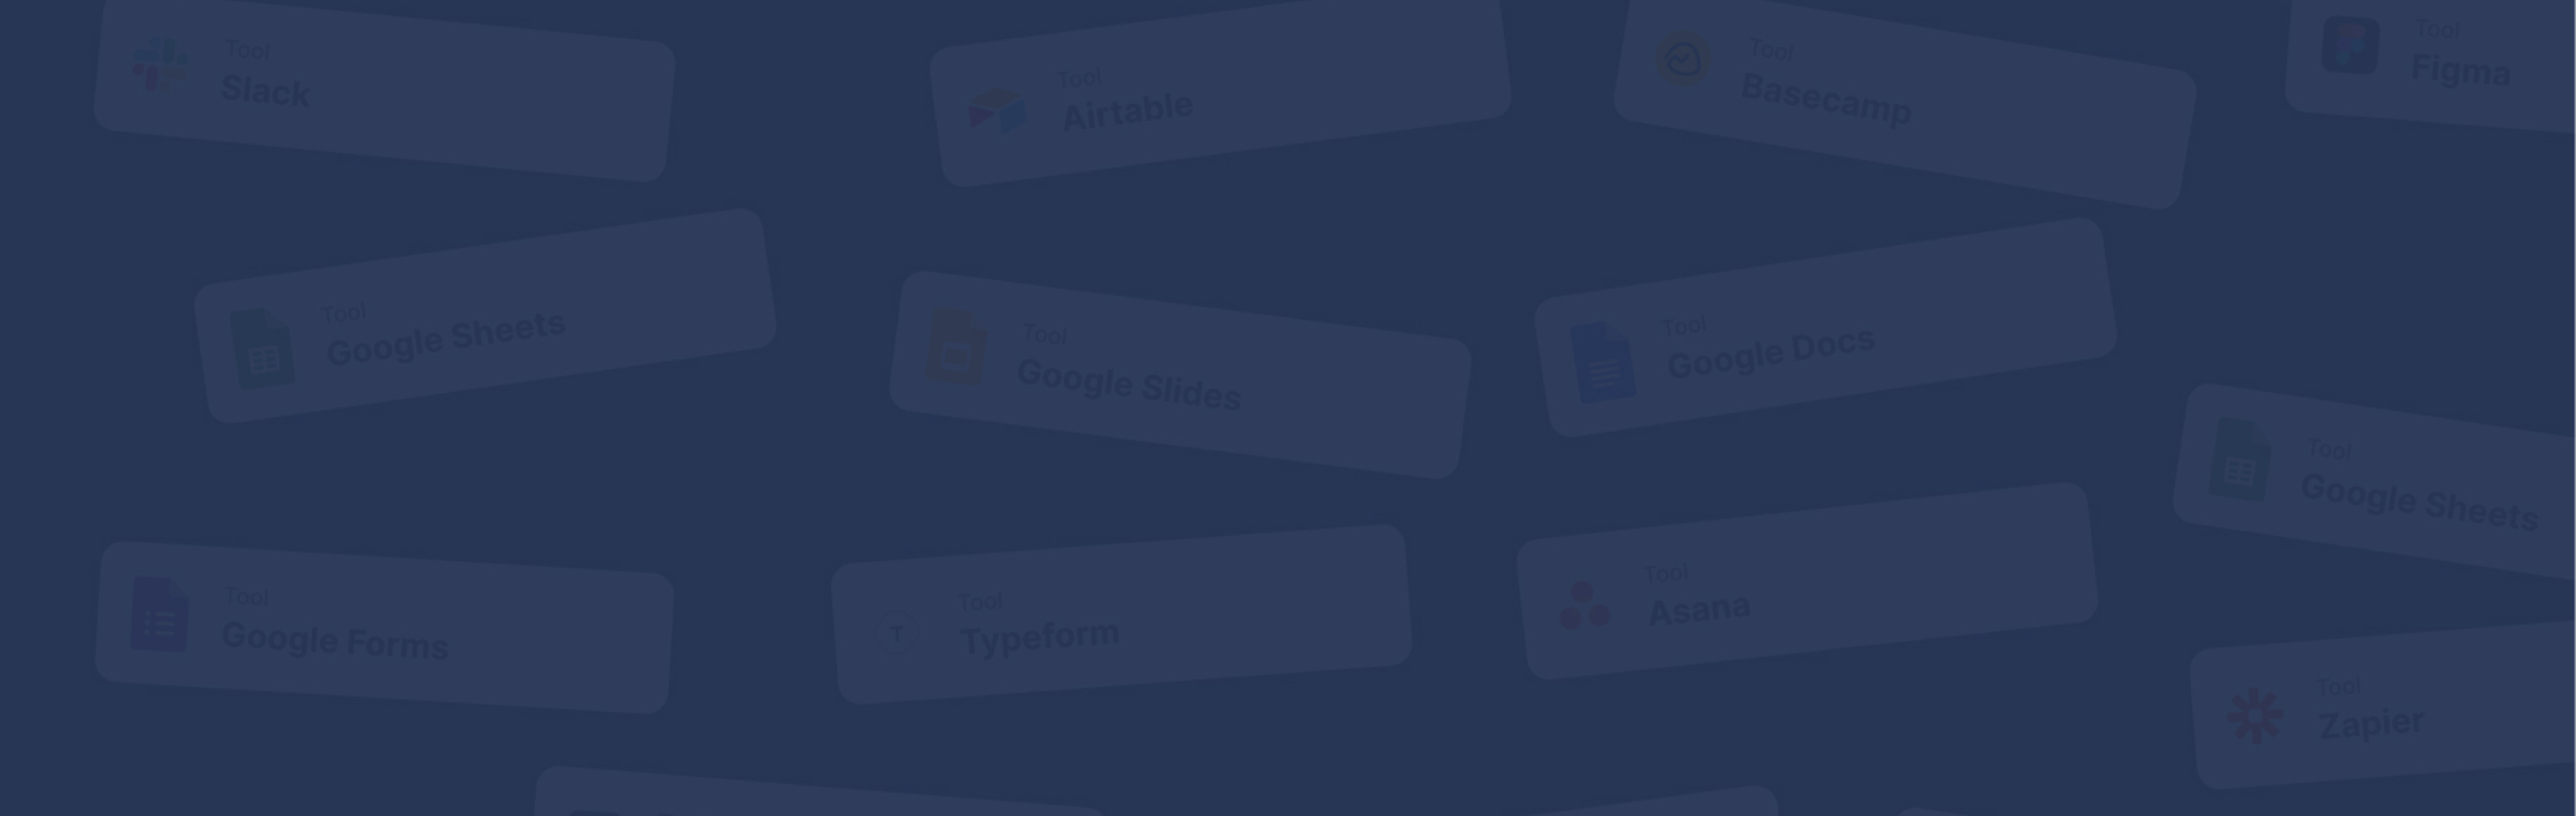 Tool
Slack
Tool
Airtable
Tool
Basecamp
Tool
Figma
Tool
Google Sheets
Tool
Google Slides
Tool
Google Docs
Tool
Google Sheets
Tool
Google Forms
T
Tool
Typeform
Tool
Asana
Tool
Zapier